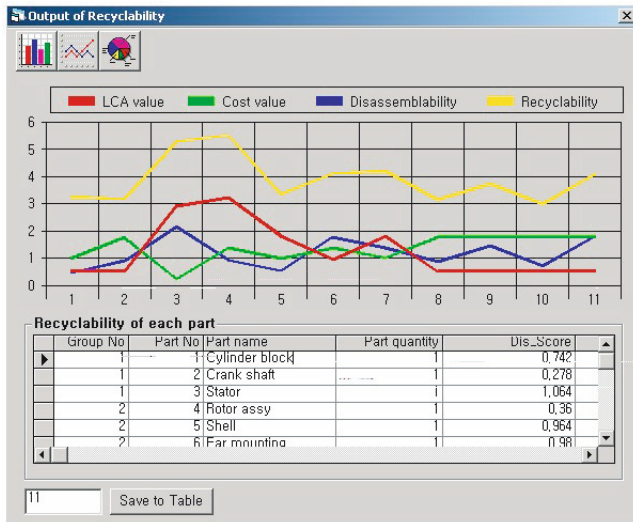 Output of Recyclability
LCA value Cost value Disassemblability Recyclability
6
5
4
3
2
1
0
1 2 3 4 5 6 7 8 9 10 11
Recyclability of each part
Group No Part No Part name Part quantity Dis_Score
1 1 Cylinder block 1 0,742
1 2 Crank shaft 1 0,278
1 3 Stator i 1,064
2 4 Rotor assy 1 0,36
2 5 Shell 1 0,964
2 6 Ear mounting 1 0,98
11 Save to Table